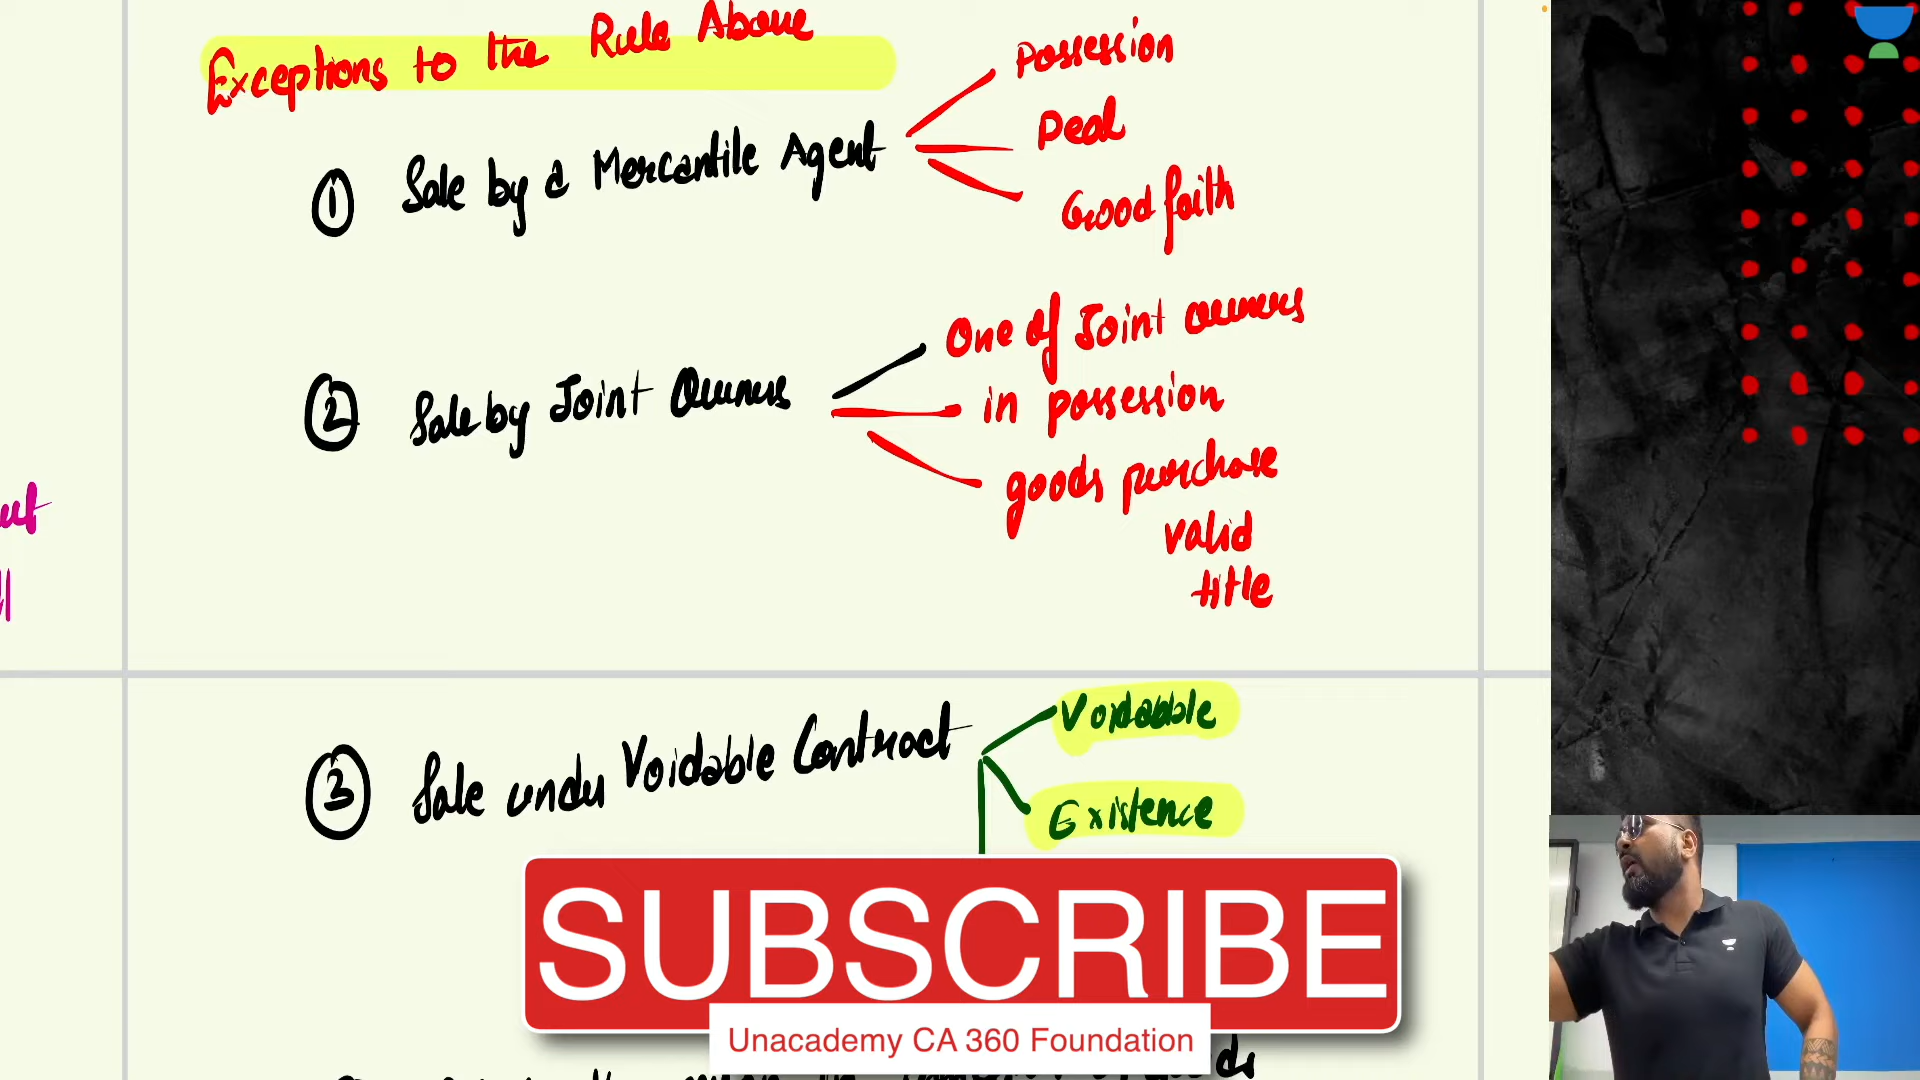 Exceptions to the Rule Above
① Sale by a Mercantile Agent
Possession
Deal
Good faith
② Sale by Joint Owners
One of Joint owners
in possession
goods purchase
valid
title
③ Sale under Voidable Contract
Voidable
Existence
SUBSCRIBE
Unacademy CA 360 Foundation